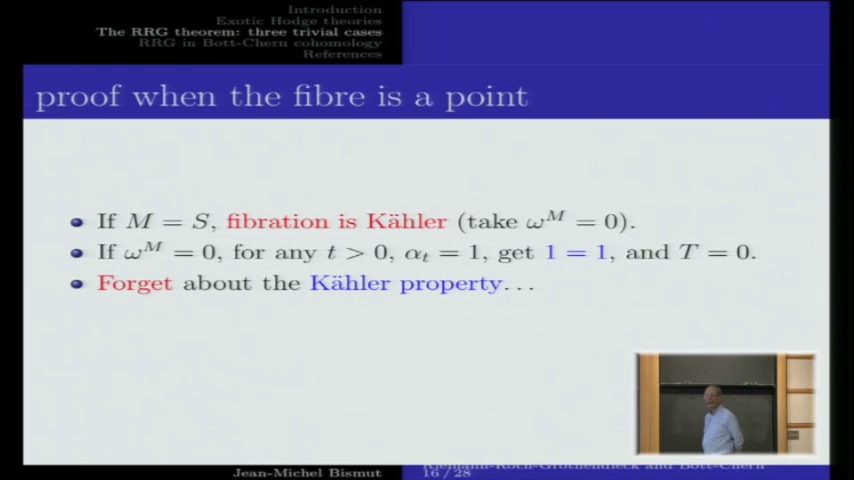 Introduction
Exotic Hodge theories
The RRG theorem: three trivial cases
RRG in Bott-Chern cohomology
References
proof when the fibre is a point
If M = S, fibration is Kähler (take ω^M = 0).
If ω^M = 0, for any t > 0, α_t = 1, get 1 = 1, and T = 0.
Forget about the Kähler property...
Jean-Michel Bismut
Riemann-Roch-Grothendieck and Bott-Chern
16 / 28